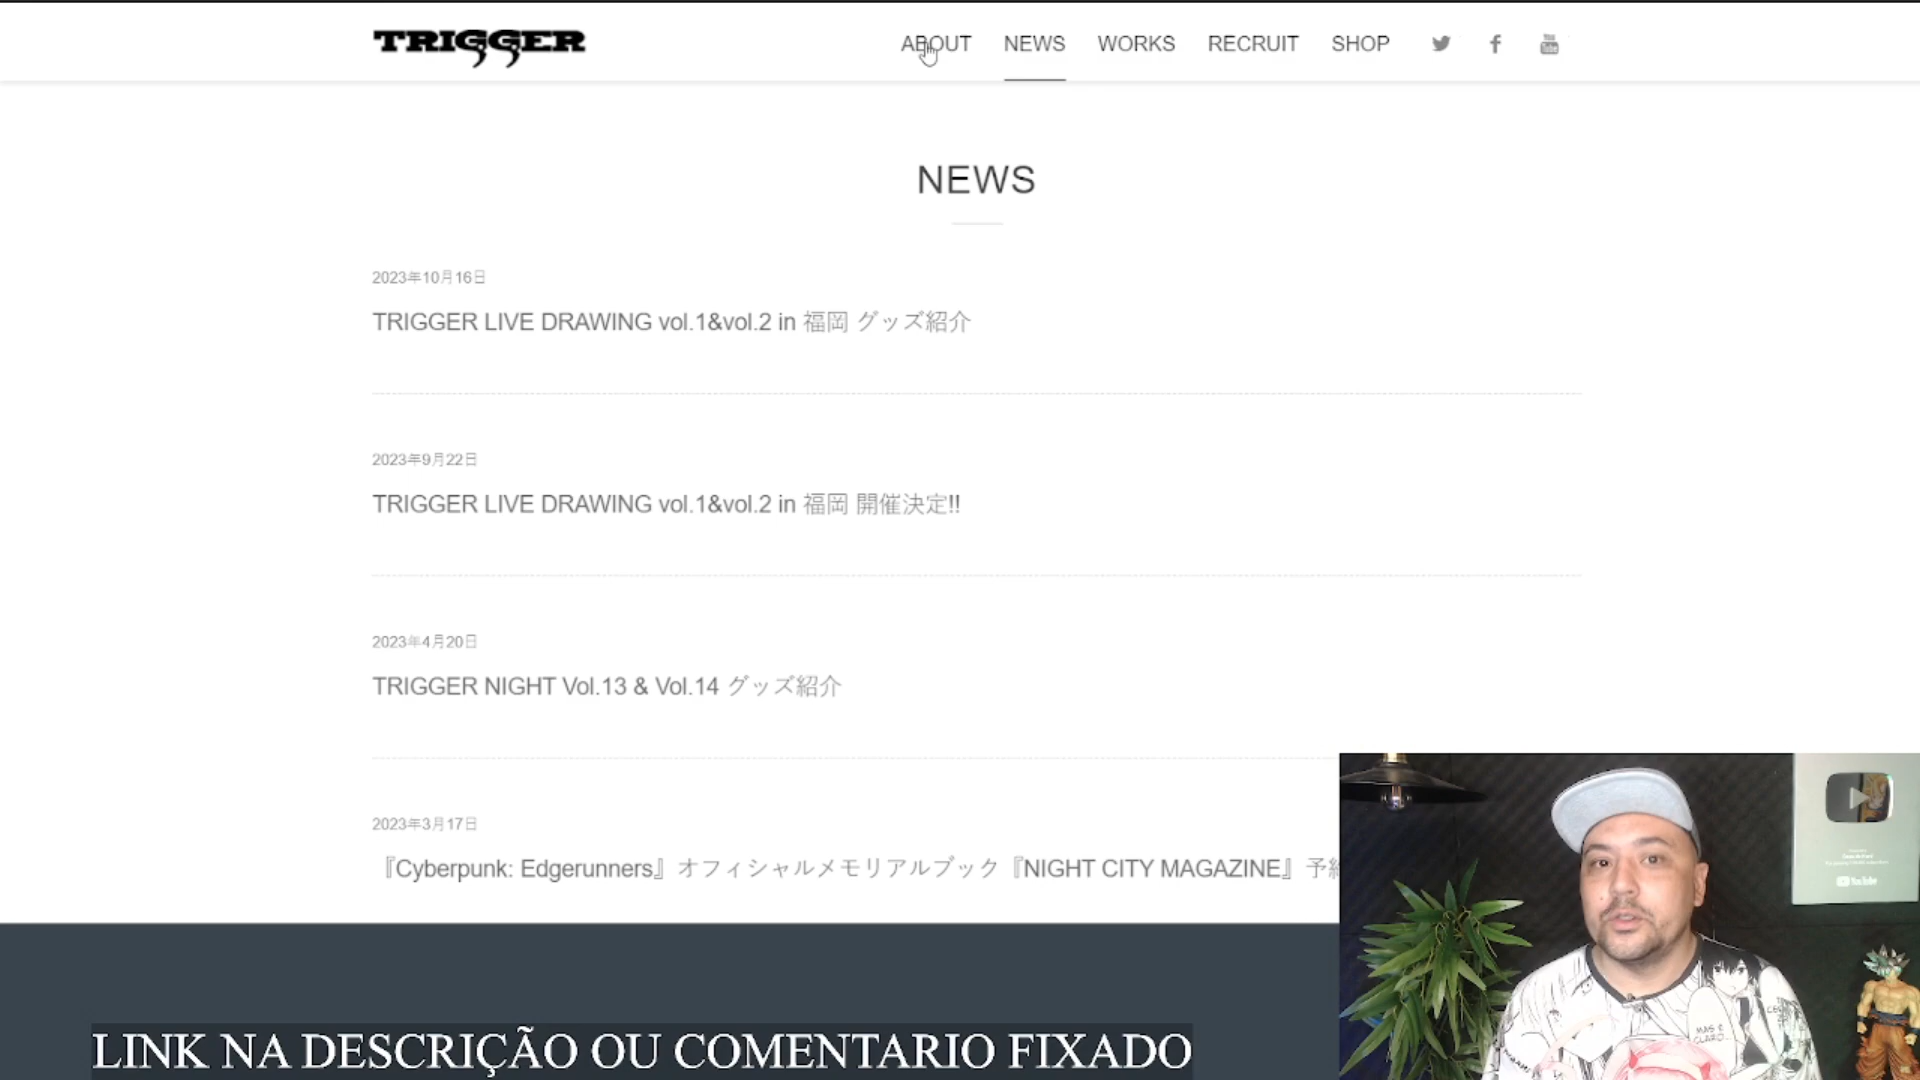 TRIGGER
ABOUT NEWS WORKS RECRUIT SHOP
NEWS
2023年10月16日
TRIGGER LIVE DRAWING vol.1&vol.2 in 福岡 グッズ紹介
2023年9月22日
TRIGGER LIVE DRAWING vol.1&vol.2 in 福岡 開催決定!!
2023年4月20日
TRIGGER NIGHT Vol.13 & Vol.14 グッズ紹介
2023年3月17日
『Cyberpunk: Edgerunners』オフィシャルメモリアルブック『NIGHT CITY MAGAZINE』予
YouTube
MAS É
CLARO..
LINK NA DESCRIÇÃO OU COMENTARIO FIXADO